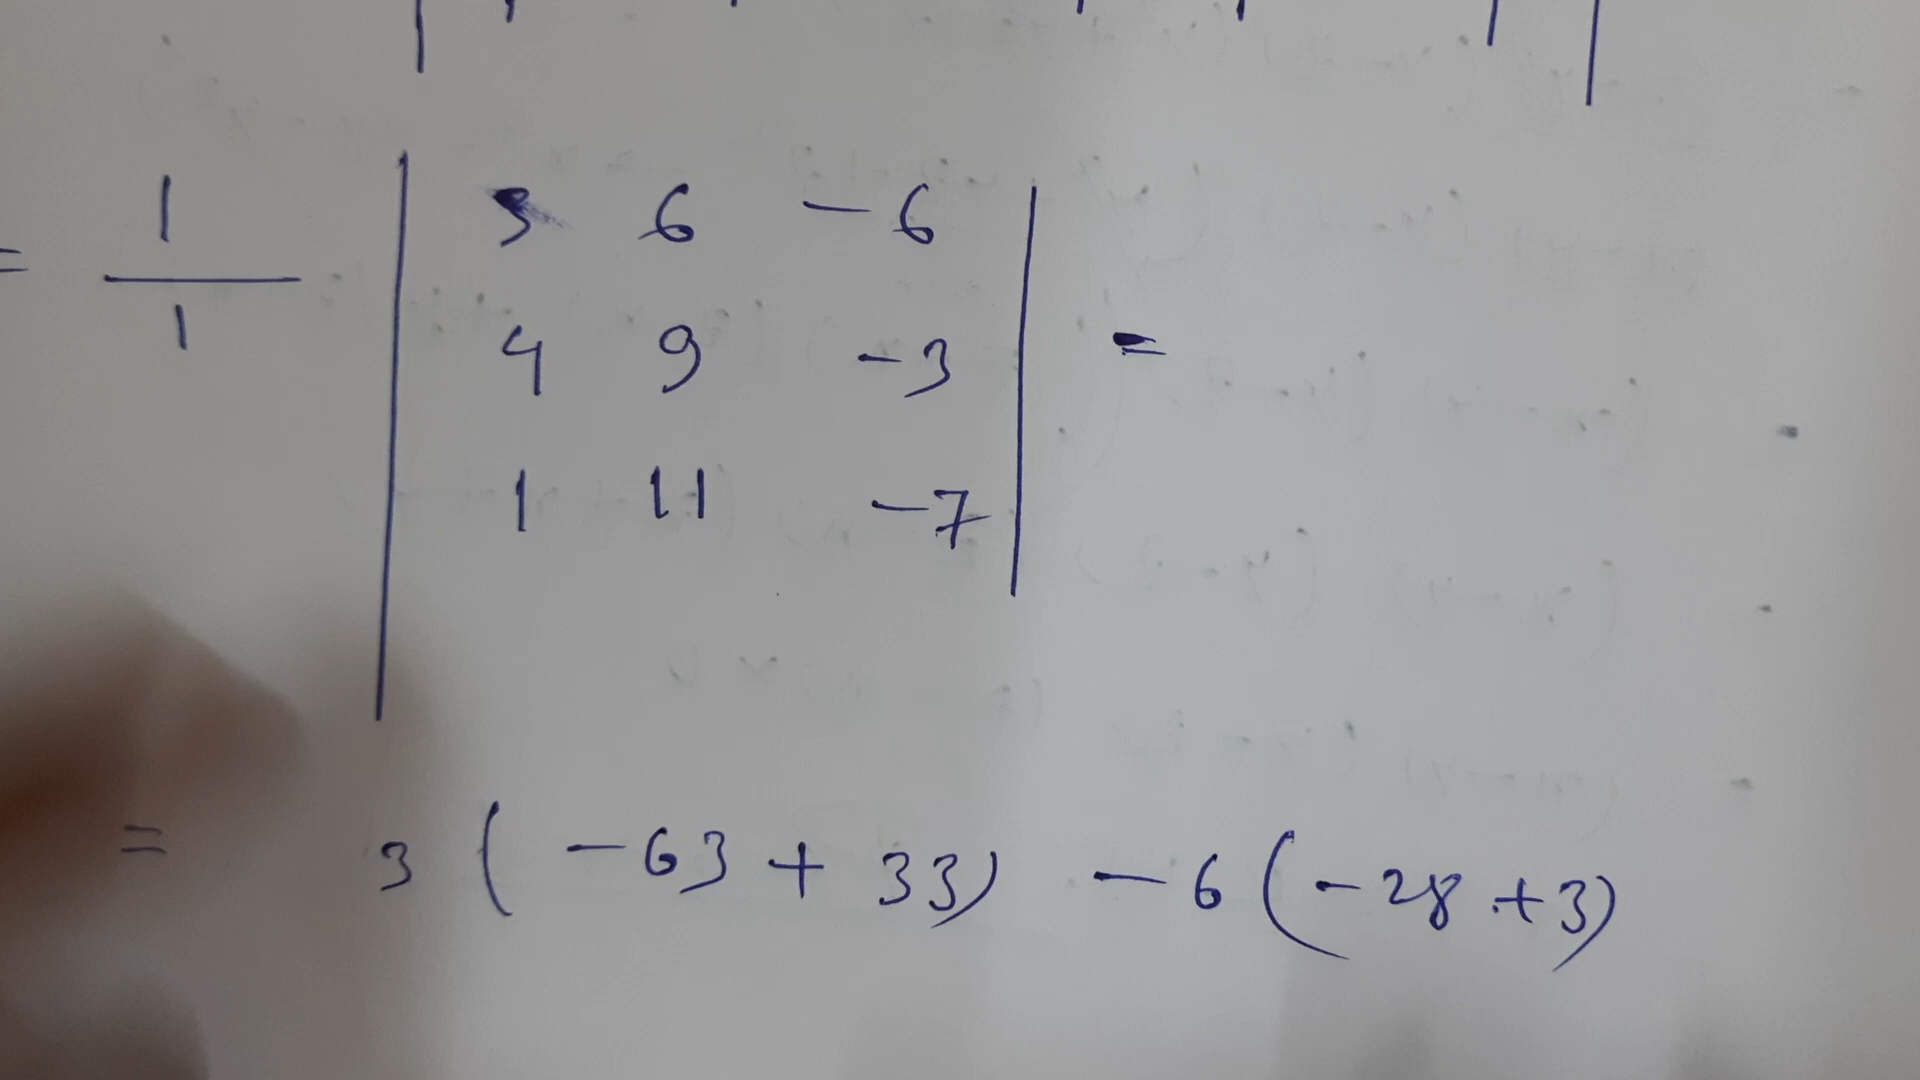 = 1/1 | 3 6 -6 | =
4 9 -3
1 11 -7
= 3 ( -63 + 33) - 6 (-28 + 3)